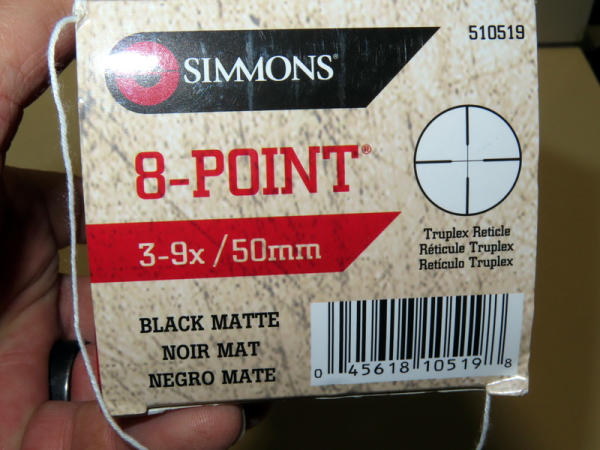 SIMMONS®
510519
8-POINT®
3-9x / 50mm
Truplex Reticle
Réticule Truplex
Retículo Truplex
BLACK MATTE
NOIR MAT
NEGRO MATE
0 45618 10519 8